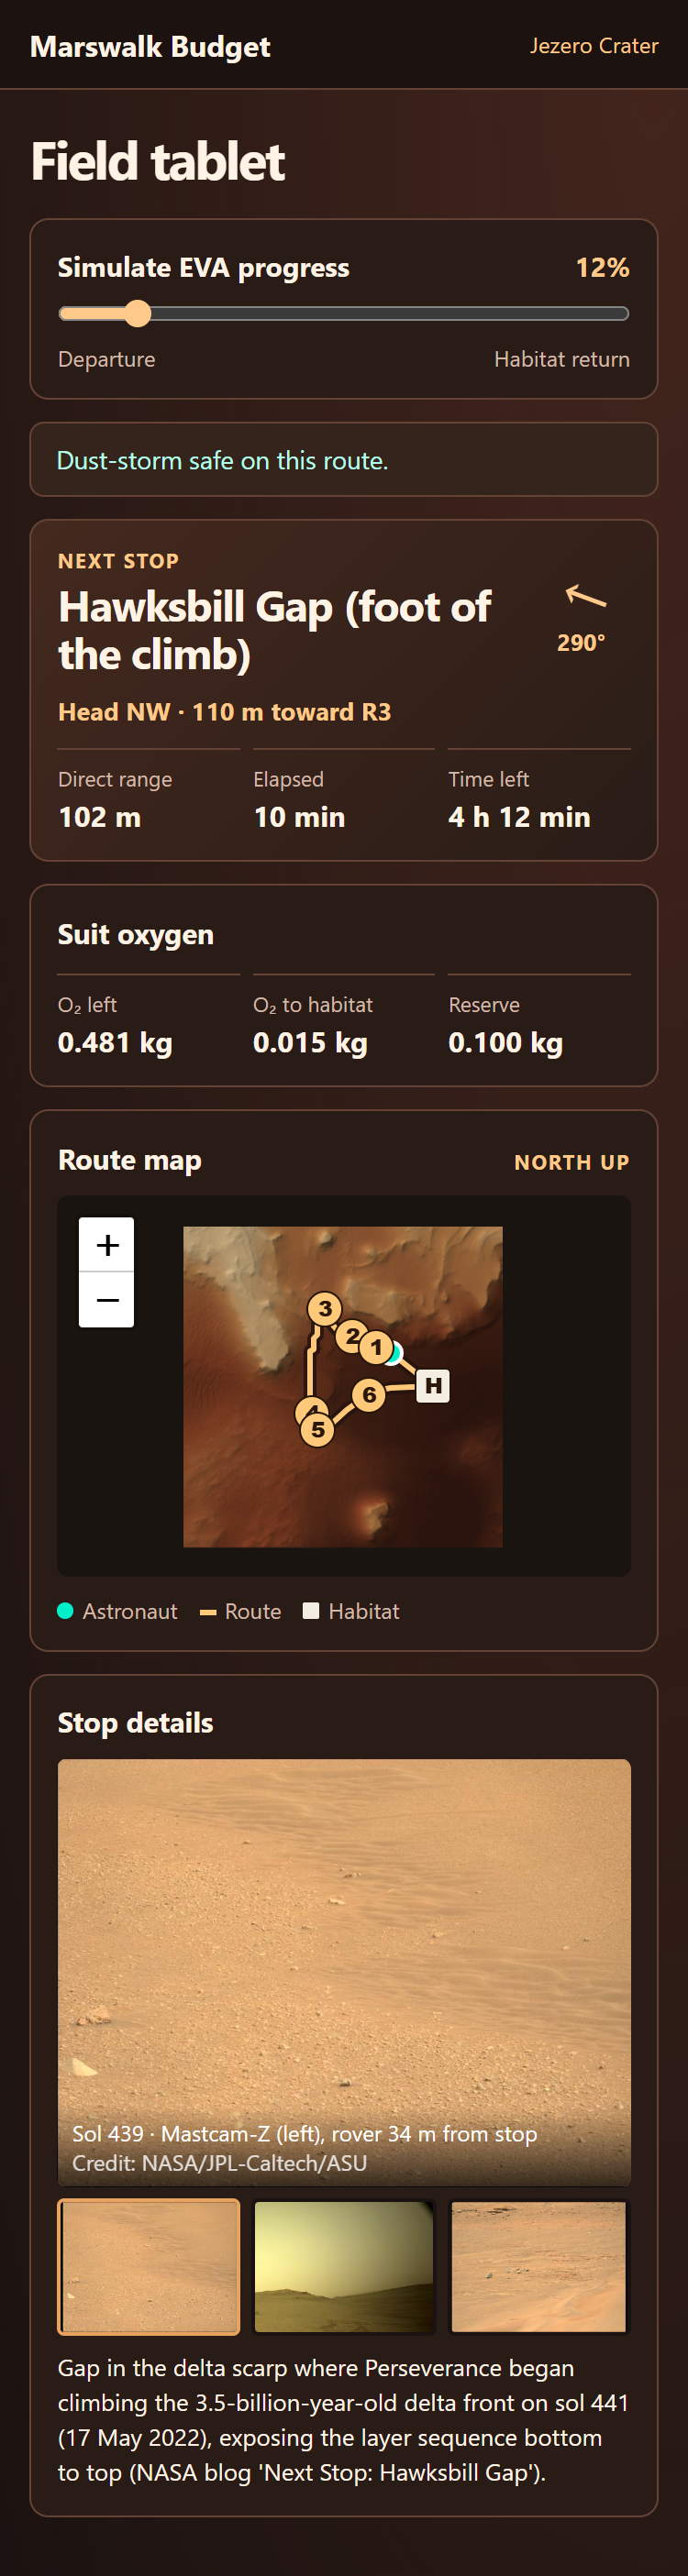 Marswalk Budget
Jezero Crater
Field tablet
Simulate EVA progress
12%
Departure
Habitat return
Dust-storm safe on this route.
NEXT STOP
Hawksbill Gap (foot of
the climb)
290°
Head NW · 110 m toward R3
Direct range
Elapsed
Time left
102 m
10 min
4 h 12 min
Suit oxygen
O₂ left
O₂ to habitat
Reserve
0.481 kg
0.015 kg
0.100 kg
Route map
NORTH UP
+
−
3
2
1
H
6
4
5
Astronaut
Route
Habitat
Stop details
Sol 439 · Mastcam-Z (left), rover 34 m from stop
Credit: NASA/JPL-Caltech/ASU
Gap in the delta scarp where Perseverance began
climbing the 3.5-billion-year-old delta front on sol 441
(17 May 2022), exposing the layer sequence bottom
to top (NASA blog 'Next Stop: Hawksbill Gap').